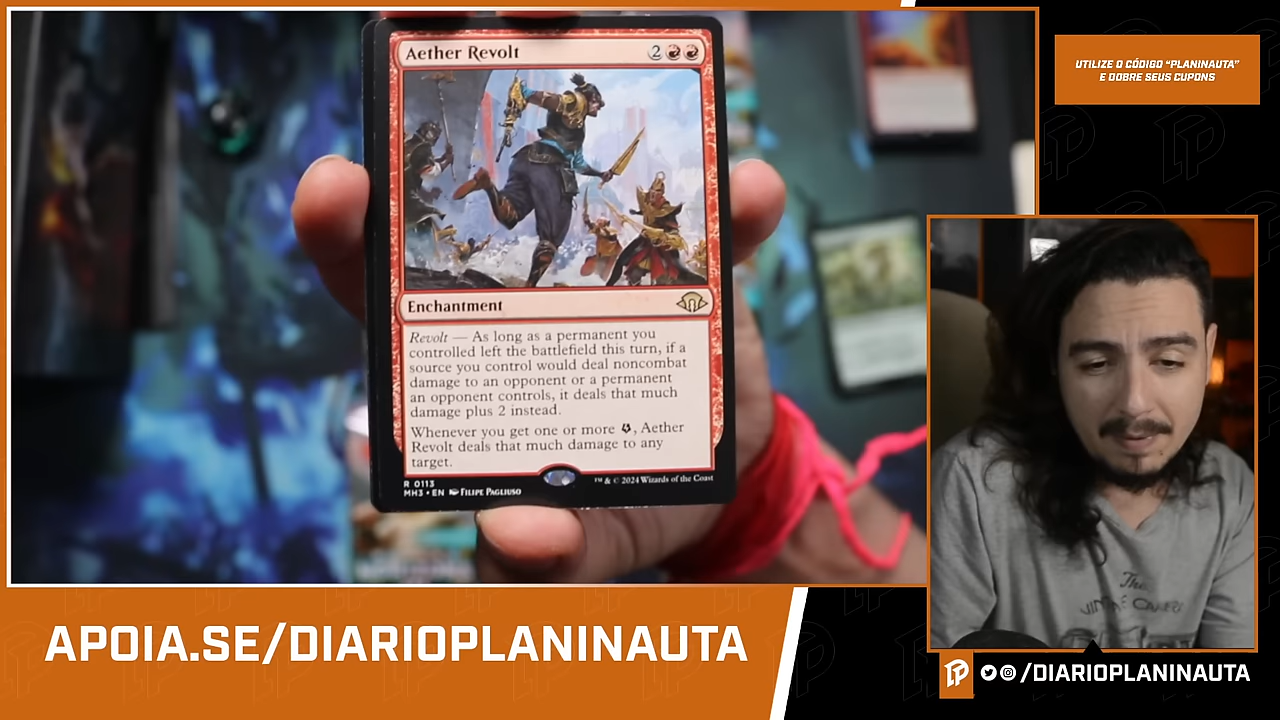 Aether Revolt 2
Enchantment
Revolt — As long as a permanent you
controlled left the battlefield this turn, if a
source you control would deal noncombat
damage to an opponent or a permanent
an opponent controls, it deals that much
damage plus 2 instead.
Whenever you get one or more , Aether
Revolt deals that much damage to any
target.
R 0113
MH3 • EN FILIPE PAGLIUSO
™ & © 2024 Wizards of the Coast
UTILIZE O CÓDIGO “PLANINAUTA”
E DOBRE SEUS CUPONS
APOIA.SE/DIARIOPLANINAUTA
/DIARIOPLANINAUTA